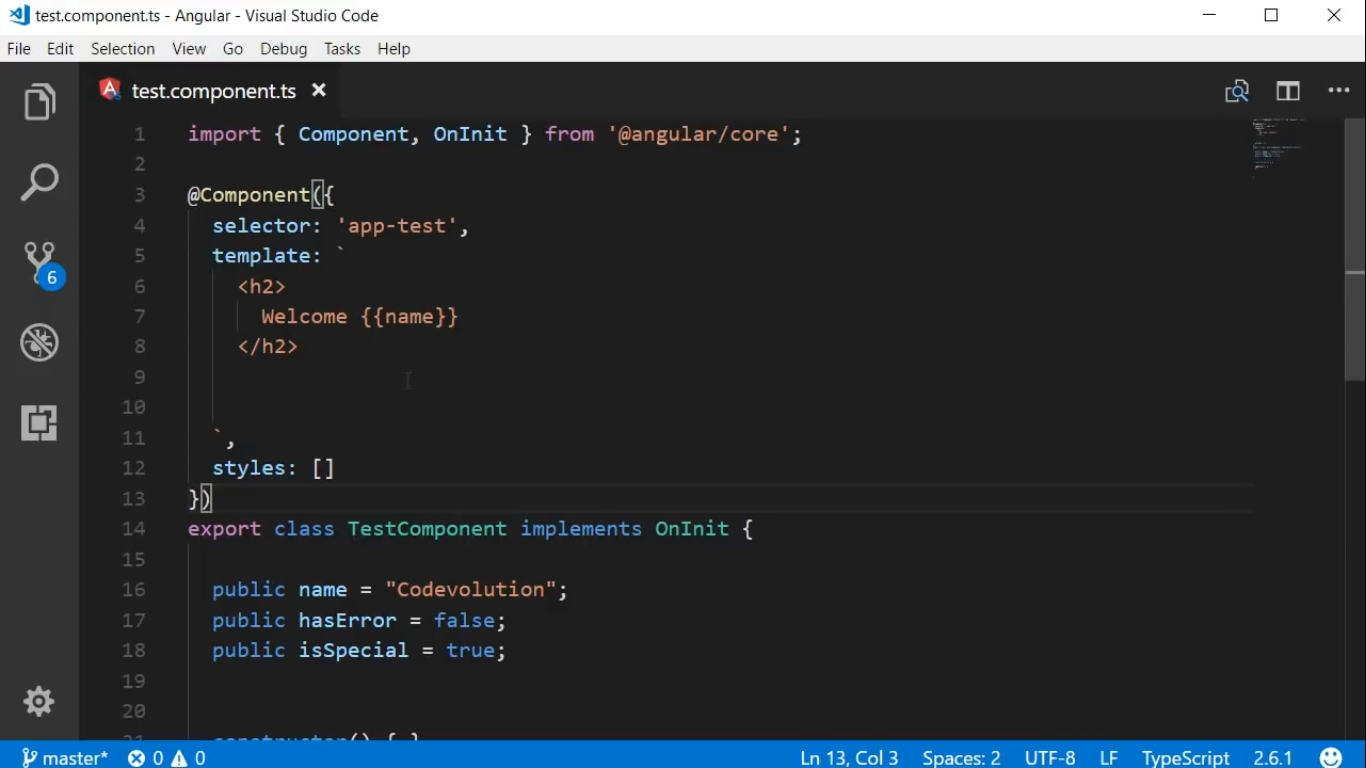 test.component.ts - Angular - Visual Studio Code
File Edit Selection View Go Debug Tasks Help
test.component.ts
1 import { Component, OnInit } from '@angular/core';
2
3 @Component({
4 selector: 'app-test',
5 template: `
6 <h2>
7 Welcome {{name}}
8 </h2>
9
10
11 `,
12 styles: []
13 })
14 export class TestComponent implements OnInit {
15
16 public name = "Codevolution";
17 public hasError = false;
18 public isSpecial = true;
19
20
21 constructor() { }
6
master* 0 0 Ln 13, Col 3 Spaces: 2 UTF-8 LF TypeScript 2.6.1